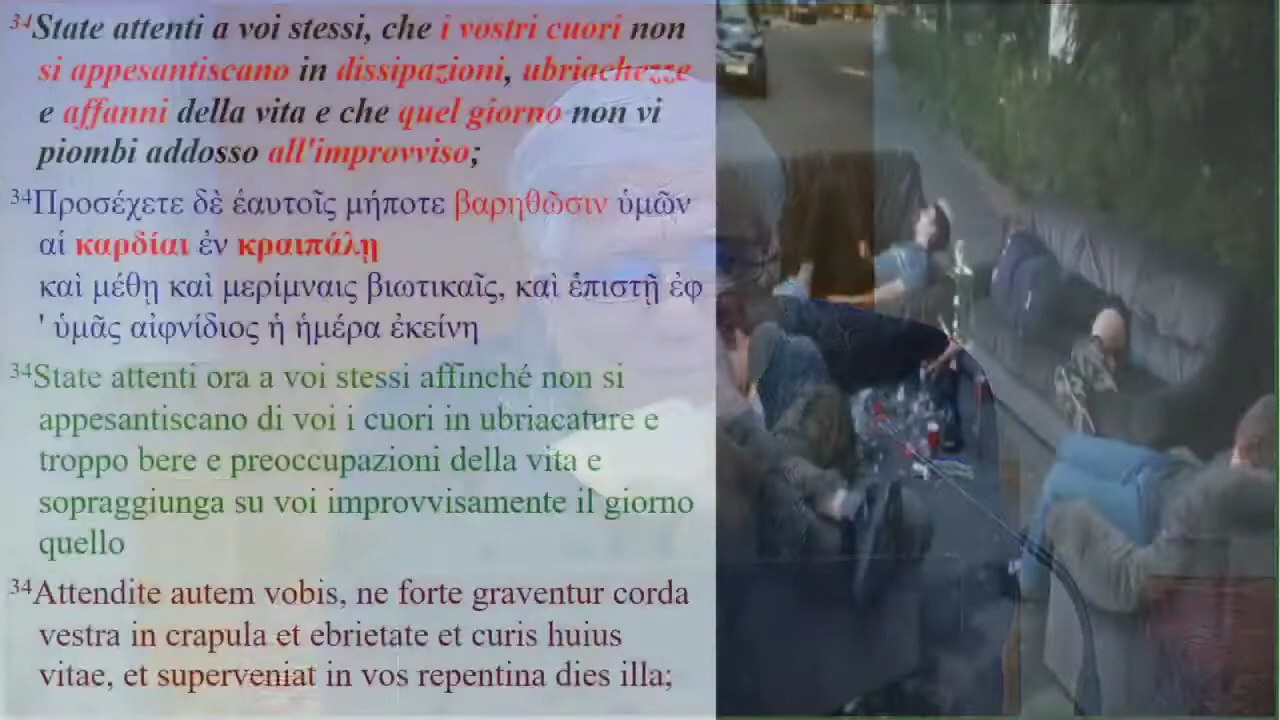 34State attenti a voi stessi, che i vostri cuori non
si appesantiscano in dissipazioni, ubriachezze
e affanni della vita e che quel giorno non vi
piombi addosso all'improvviso;
34Προσέχετε δὲ ἑαυτοῖς μήποτε βαρηθῶσιν ὑμῶν
αἱ καρδίαι ἐν κραιπάλῃ
καὶ μέθῃ καὶ μερίμναις βιωτικαῖς, καὶ ἐπιστῇ ἐφ
' ὑμᾶς αἰφνίδιος ἡ ἡμέρα ἐκείνη
34State attenti ora a voi stessi affinché non si
appesantiscano di voi i cuori in ubriacature e
troppo bere e preoccupazioni della vita e
sopraggiunga su voi improvvisamente il giorno
quello
34Attendite autem vobis, ne forte graventur corda
vestra in crapula et ebrietate et curis huius
vitae, et superveniat in vos repentina dies illa;